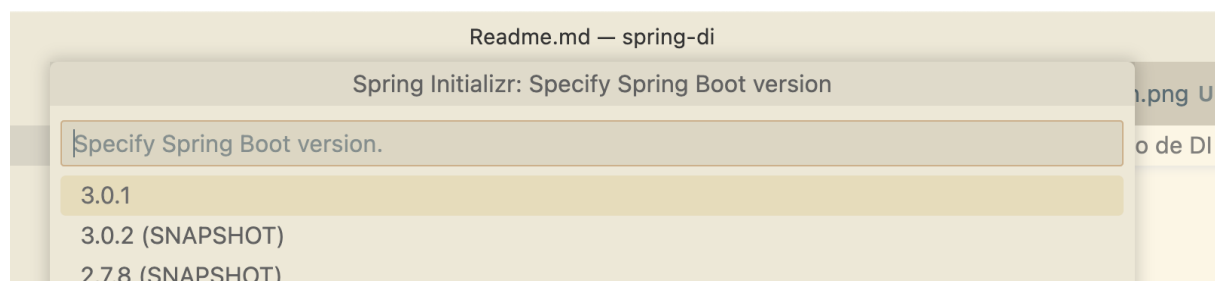 Readme.md — spring-di
Spring Initializr: Specify Spring Boot version
.png U
Specify Spring Boot version.
o de DI
3.0.1
3.0.2 (SNAPSHOT)
2.7.8 (SNAPSHOT)